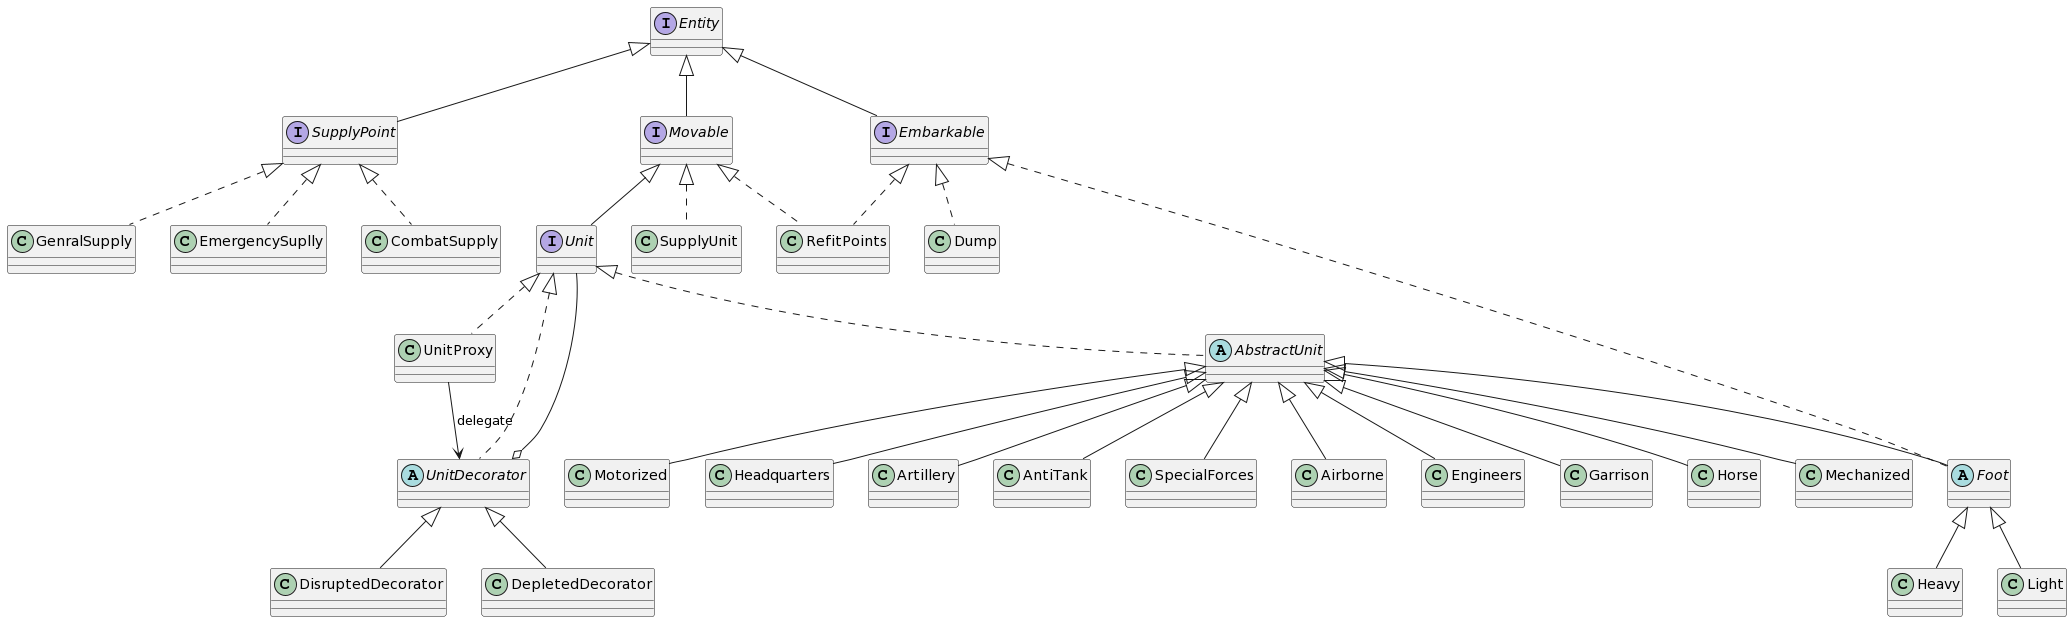 I Entity
I SupplyPoint
I Movable
I Embarkable
C GenralSupply
C EmergencySuplly
C CombatSupply
I Unit
C SupplyUnit
C RefitPoints
C Dump
C UnitProxy
A AbstractUnit
delegate
A UnitDecorator
C Motorized
C Headquarters
C Artillery
C AntiTank
C SpecialForces
C Airborne
C Engineers
C Garrison
C Horse
C Mechanized
A Foot
C DisruptedDecorator
C DepletedDecorator
C Heavy
C Light